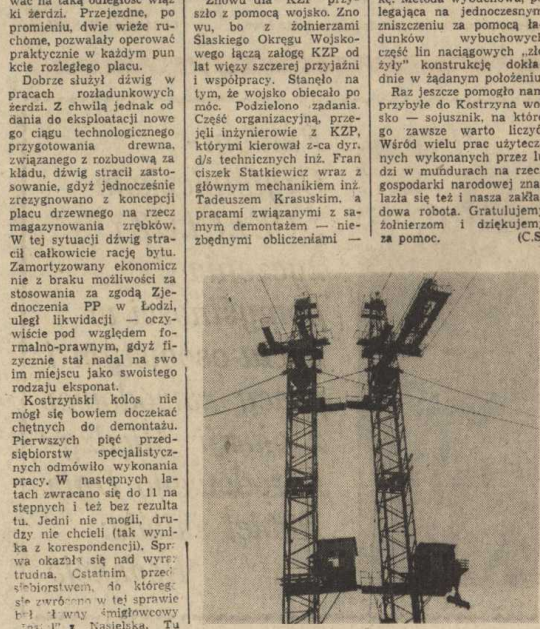 wać na taką odległość wiąz
ki żerdzi. Przejezdne, po
promieniu, dwie wieże ru-
chome, pozwalały operować
praktycznie w każdym pun
kcie rozległego placu.
Dobrze służył dźwig w
pracach rozładunkowych
żerdzi. Z chwilą jednak od
dania do eksploatacji nowe
go ciągu technologicznego
przygotowania drewna,
związanego z rozbudową za
kładu, dźwig stracił zasto-
sowanie, gdyż jednocześnie
zrezygnowano z koncepcji
placu drzewnego na rzecz
magazynowania zrębków.
W tej sytuacji dźwig stra-
cił całkowicie rację bytu.
Zamortyzowany ekonomicz
nie z braku możliwości za
stosowania za zgodą Zje-
dnoczenia PP w Łodzi,
uległ likwidacji — oczy-
wiście pod względem fo-
rmalno-prawnym, gdyż fi-
zycznie stał nadal na swo
im miejscu jako swoistego
rodzaju eksponat.
Kostrzyński kolos nie
mógł się bowiem doczekać
chętnych do demontażu.
Pierwszych pięć przed-
siębiorstw specjalistycz-
nych odmówiło wykonania
pracy. W następnych la-
tach zwracano się do 11 na
stępnych i też bez rezulta
tu. Jedni nie mogli, dru-
dzy nie chcieli (tak wyni-
ka z korespondencji). Spra
wa okazała się nad wyraz
trudna. Ostatnim przed-
siębiorstwem, do którego
się zwrócono w tej sprawie
był słynny śmigłowcowy
z Nasielska. Tu
Znowu dla KZP przy-
szło z pomocą wojsko. Zno
wu, bo z żołnierzami
Śląskiego Okręgu Wojsko-
wego łączą załogę KZP od
lat więzy szczerej przyjaźni
i współpracy. Stanęło na
tym, że wojsko obiecało po
móc. Podzielono zadania.
Część organizacyjną, prze-
jęli inżynierowie z KZP,
którymi kierował z-ca dyr.
d/s technicznych inż. Fran
ciszek Statkiewicz wraz z
głównym mechanikiem inż.
Tadeuszem Krasuskim. a
pracami związanymi z sa-
mym demontażem — nie-
zbędnymi obliczeniami —
legająca na jednoczesnym
zniszczeniu za pomocą ła-
dunków wybuchowych
część lin naciągowych „zło
żyły" konstrukcję dokła
dnie w żądanym położeniu
Raz jeszcze pomogło nam
przybyłe do Kostrzyna wo
sko — sojusznik, na któr
go zawsze warto liczyć
Wśród wielu prac użytecz
nych wykonanych przez lu
dzi w mundurach na rzecz
gospodarki narodowej zna
lazła się też i nasza zakła
dowa robota. Gratulujemy
żołnierzom i dziękujemy
za pomoc. (C.S